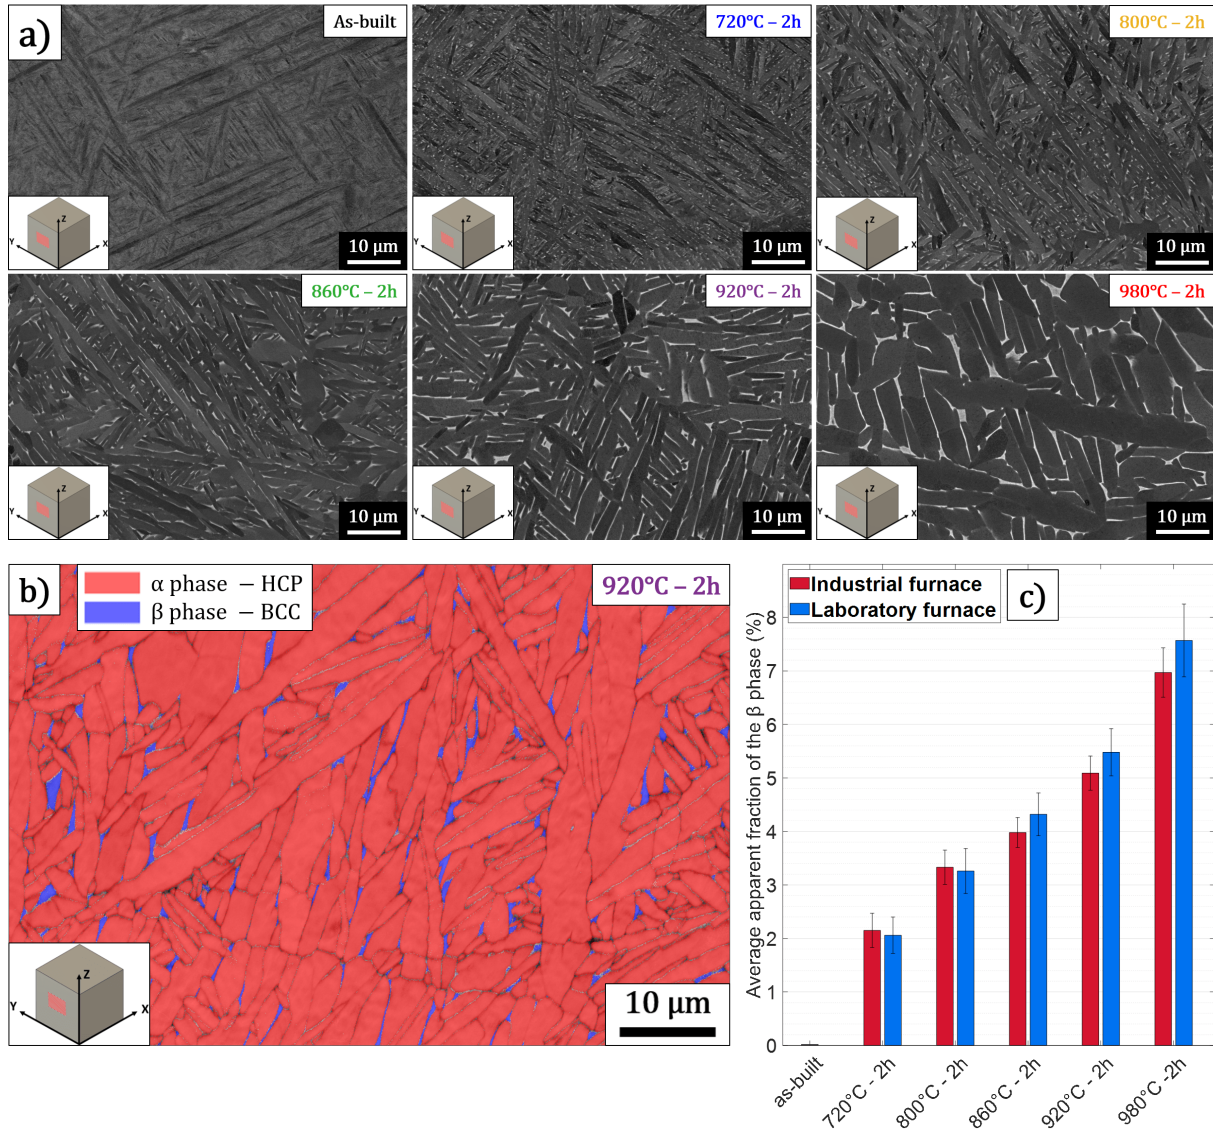 a)
As-built
720°C – 2h
800°C – 2h
Z
Y
X
10 µm
Z
Y
X
10 µm
Z
Y
X
10 µm
860°C – 2h
920°C – 2h
980°C – 2h
Z
Y
X
10 µm
Z
Y
X
10 µm
Z
Y
X
10 µm
b)
α phase – HCP
β phase – BCC
920°C – 2h
Z
Y
X
10 µm
c)
Industrial furnace
Laboratory furnace
Average apparent fraction of the β phase (%)
8
7
6
5
4
3
2
1
0
as-built
720°C - 2h
800°C - 2h
860°C - 2h
920°C - 2h
980°C -2h